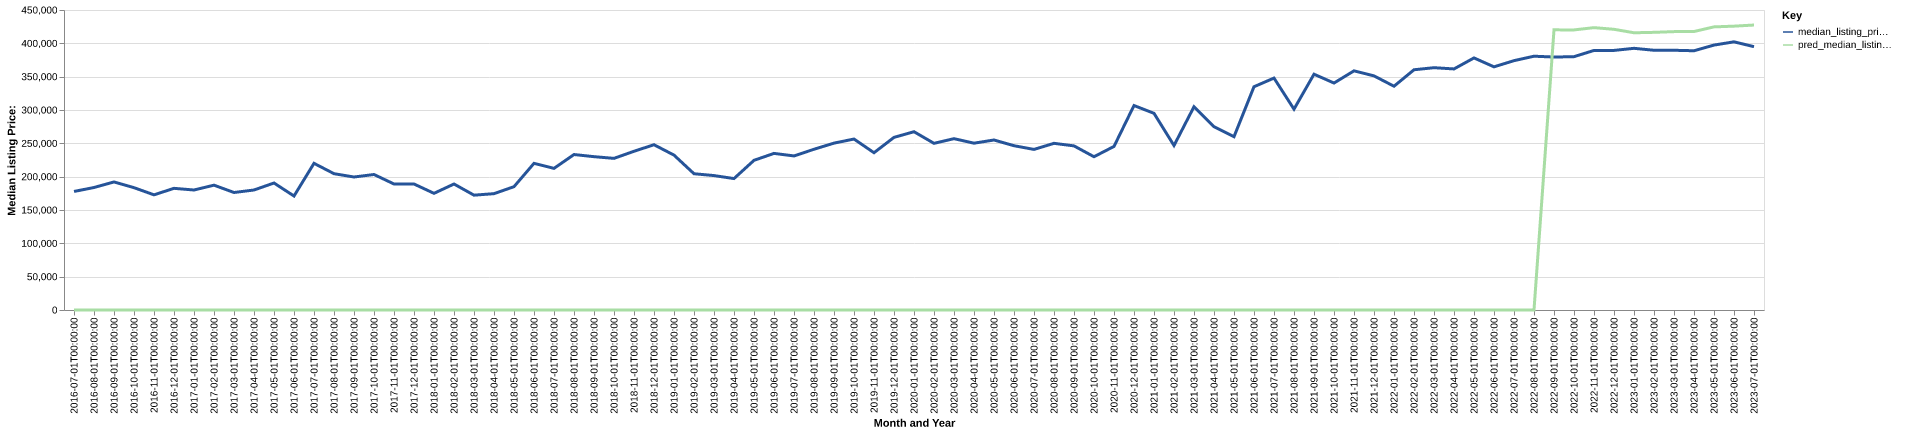 450,000
400,000
350,000
300,000
250,000
200,000
150,000
100,000
50,000
0
Median Listing Price:
2016-07-01T00:00:00
2016-08-01T00:00:00
2016-09-01T00:00:00
2016-10-01T00:00:00
2016-11-01T00:00:00
2016-12-01T00:00:00
2017-01-01T00:00:00
2017-02-01T00:00:00
2017-03-01T00:00:00
2017-04-01T00:00:00
2017-05-01T00:00:00
2017-06-01T00:00:00
2017-07-01T00:00:00
2017-08-01T00:00:00
2017-09-01T00:00:00
2017-10-01T00:00:00
2017-11-01T00:00:00
2017-12-01T00:00:00
2018-01-01T00:00:00
2018-02-01T00:00:00
2018-03-01T00:00:00
2018-04-01T00:00:00
2018-05-01T00:00:00
2018-06-01T00:00:00
2018-07-01T00:00:00
2018-08-01T00:00:00
2018-09-01T00:00:00
2018-10-01T00:00:00
2018-11-01T00:00:00
2018-12-01T00:00:00
2019-01-01T00:00:00
2019-02-01T00:00:00
2019-03-01T00:00:00
2019-04-01T00:00:00
2019-05-01T00:00:00
2019-06-01T00:00:00
2019-07-01T00:00:00
2019-08-01T00:00:00
2019-09-01T00:00:00
2019-10-01T00:00:00
2019-11-01T00:00:00
2019-12-01T00:00:00
2020-01-01T00:00:00
2020-02-01T00:00:00
2020-03-01T00:00:00
2020-04-01T00:00:00
2020-05-01T00:00:00
2020-06-01T00:00:00
2020-07-01T00:00:00
2020-08-01T00:00:00
2020-09-01T00:00:00
2020-10-01T00:00:00
2020-11-01T00:00:00
2020-12-01T00:00:00
2021-01-01T00:00:00
2021-02-01T00:00:00
2021-03-01T00:00:00
2021-04-01T00:00:00
2021-05-01T00:00:00
2021-06-01T00:00:00
2021-07-01T00:00:00
2021-08-01T00:00:00
2021-09-01T00:00:00
2021-10-01T00:00:00
2021-11-01T00:00:00
2021-12-01T00:00:00
2022-01-01T00:00:00
2022-02-01T00:00:00
2022-03-01T00:00:00
2022-04-01T00:00:00
2022-05-01T00:00:00
2022-06-01T00:00:00
2022-07-01T00:00:00
2022-08-01T00:00:00
2022-09-01T00:00:00
2022-10-01T00:00:00
2022-11-01T00:00:00
2022-12-01T00:00:00
2023-01-01T00:00:00
2023-02-01T00:00:00
2023-03-01T00:00:00
2023-04-01T00:00:00
2023-05-01T00:00:00
2023-06-01T00:00:00
2023-07-01T00:00:00
Month and Year
Key
median_listing_pri…
pred_median_listin…